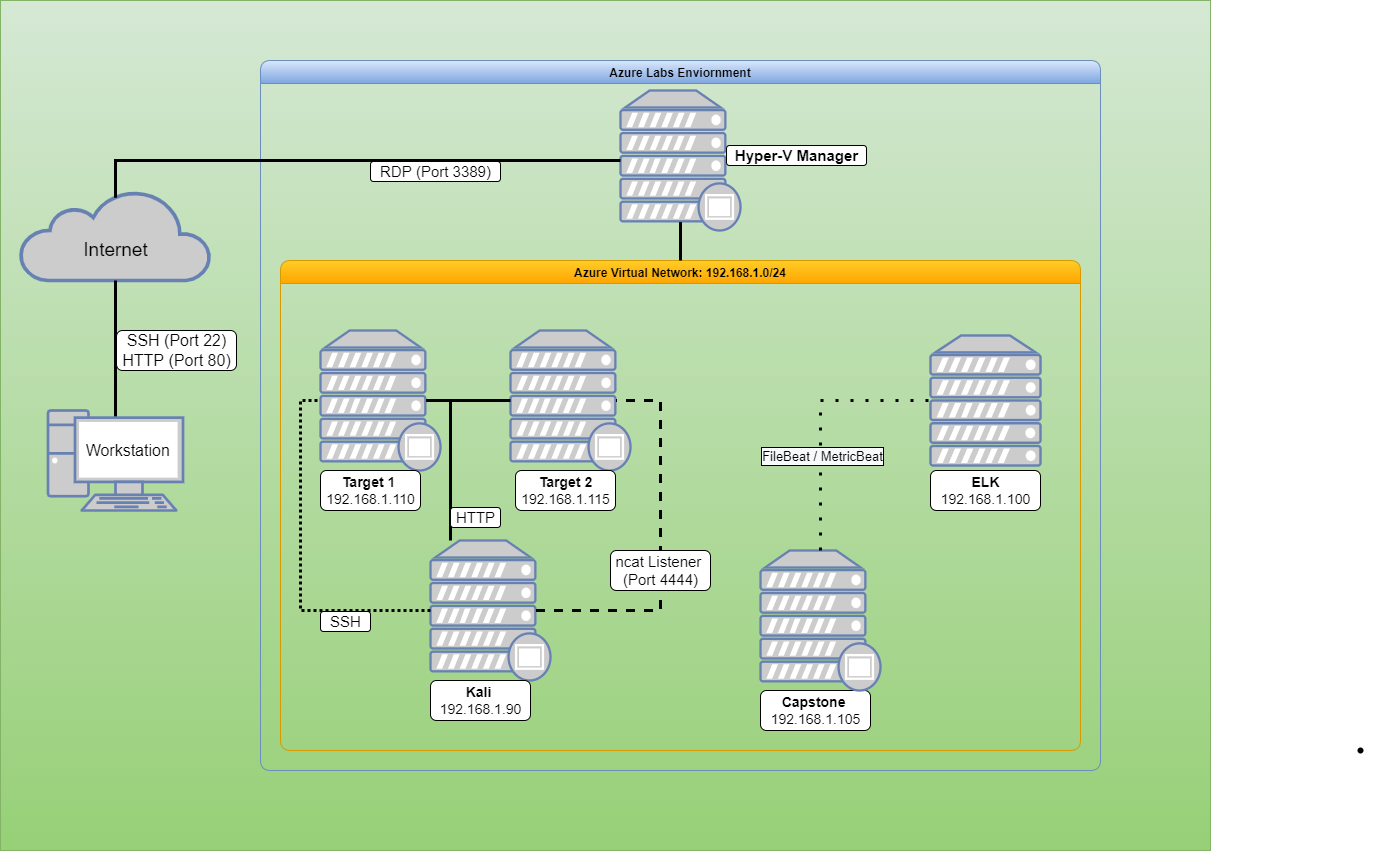 Azure Labs Enviornment
Hyper-V Manager
RDP (Port 3389)
Internet
Azure Virtual Network: 192.168.1.0/24
SSH (Port 22)
HTTP (Port 80)
Workstation
Target 1
192.168.1.110
Target 2
192.168.1.115
FileBeat / MetricBeat
ELK
192.168.1.100
HTTP
ncat Listener
(Port 4444)
SSH
Kali
192.168.1.90
Capstone
192.168.1.105